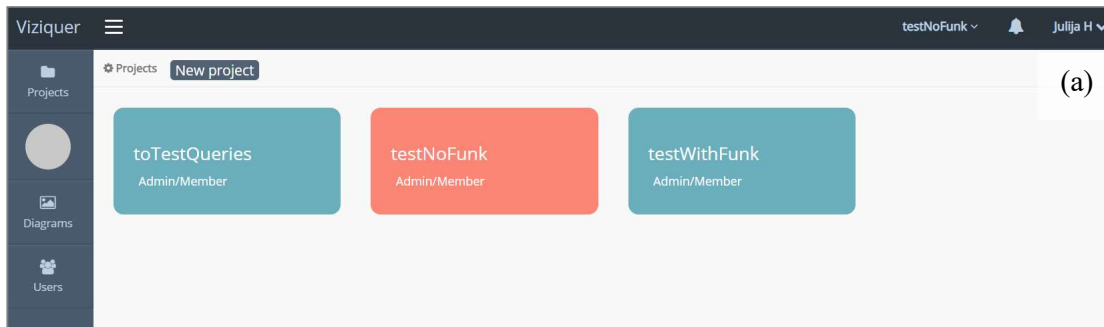 Viziquer testNoFunk Julija H
Projects New project
(a)
Projects
toTestQueries testNoFunk testWithFunk
Admin/Member Admin/Member Admin/Member
Diagrams
Users